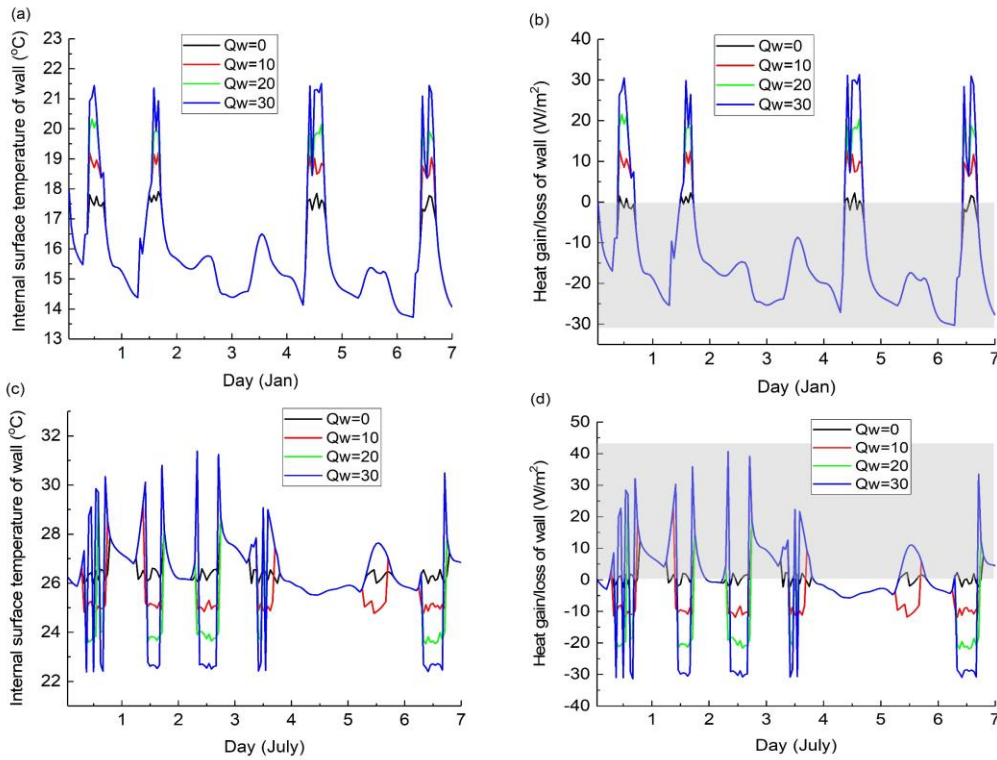 (a)
Internal surface temperature of wall (°C)
23
22
21
20
19
18
17
16
15
14
13
Qw=0
Qw=10
Qw=20
Qw=30
1 2 3 4 5 6 7
Day (Jan)
(b)
Heat gain/loss of wall (W/m²)
40
30
20
10
0
-10
-20
-30
Qw=0
Qw=10
Qw=20
Qw=30
1 2 3 4 5 6 7
Day (Jan)
(c)
Internal surface temperature of wall (°C)
32
30
28
26
24
22
Qw=0
Qw=10
Qw=20
Qw=30
1 2 3 4 5 6 7
Day (July)
(d)
Heat gain/loss of wall (W/m²)
50
40
30
20
10
0
-10
-20
-30
-40
Qw=0
Qw=10
Qw=20
Qw=30
1 2 3 4 5 6 7
Day (July)